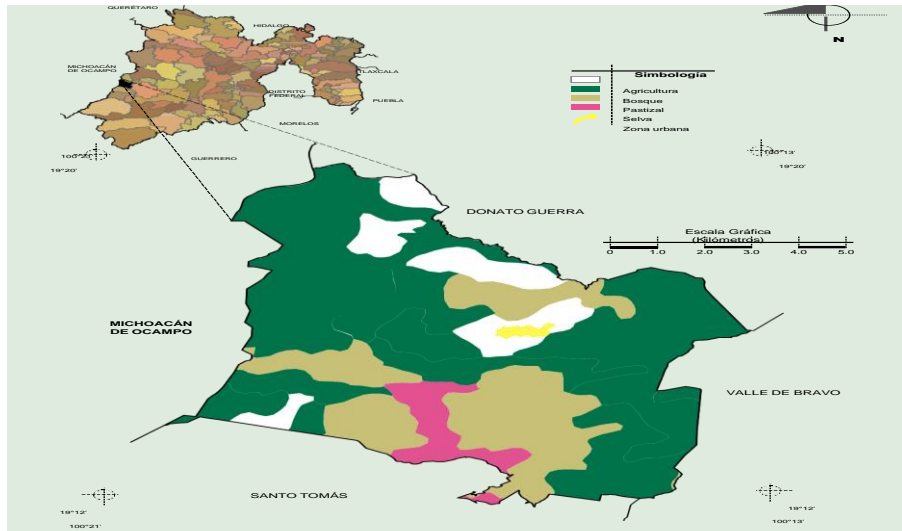 QUERÉTARO
HIDALGO
MICHOACÁN
DE OCAMPO
TLAXCALA
DISTRITO
FEDERAL
PUEBLA
MORELOS
GUERRERO
N
Simbología
Agricultura
Bosque
Pastizal
Selva
Zona urbana
100°21'
19°20'
100°13'
19°20'
DONATO GUERRA
Escala Gráfica
(Kilómetros)
0 1.0 2.0 3.0 4.0 5.0
MICHOACÁN
DE OCAMPO
VALLE DE BRAVO
SANTO TOMÁS
19°12'
100°21'
19°12'
100°13'